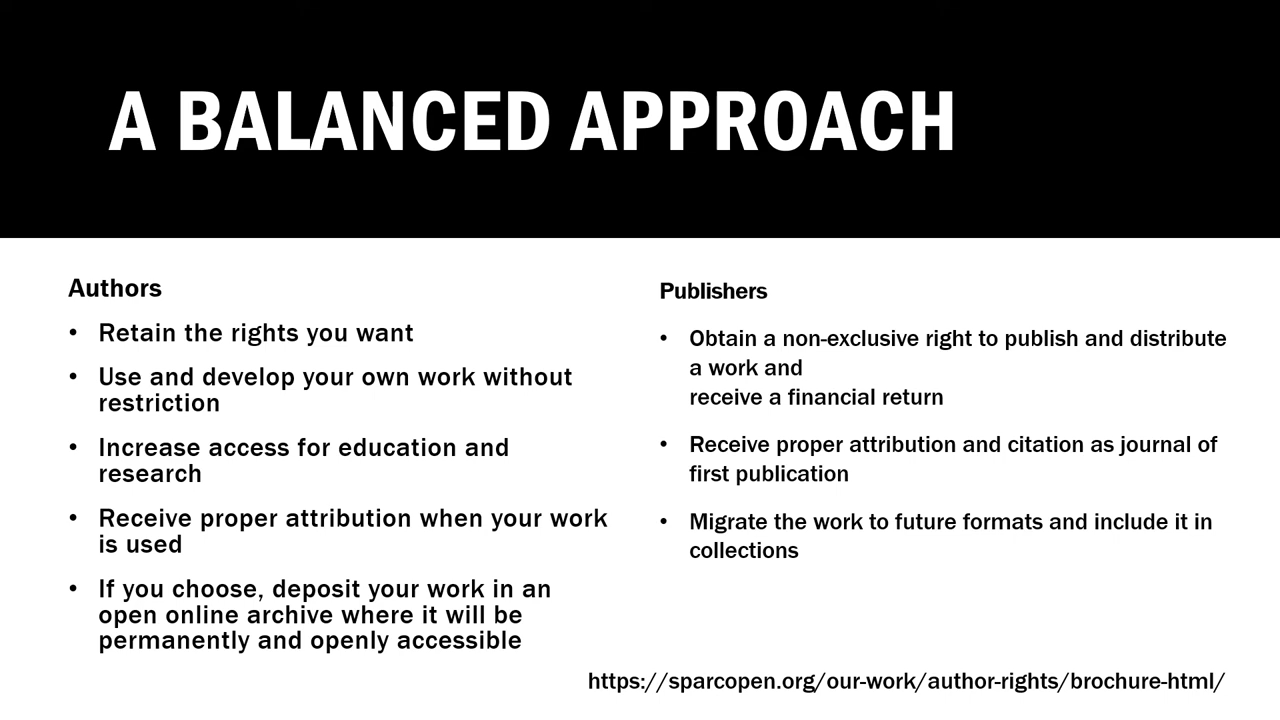 A BALANCED APPROACH
Authors
• Retain the rights you want
• Use and develop your own work without
restriction
• Increase access for education and
research
• Receive proper attribution when your work
is used
• If you choose, deposit your work in an
open online archive where it will be
permanently and openly accessible
Publishers
• Obtain a non-exclusive right to publish and distribute
a work and
receive a financial return
• Receive proper attribution and citation as journal of
first publication
• Migrate the work to future formats and include it in
collections
https://sparcopen.org/our-work/author-rights/brochure-html/